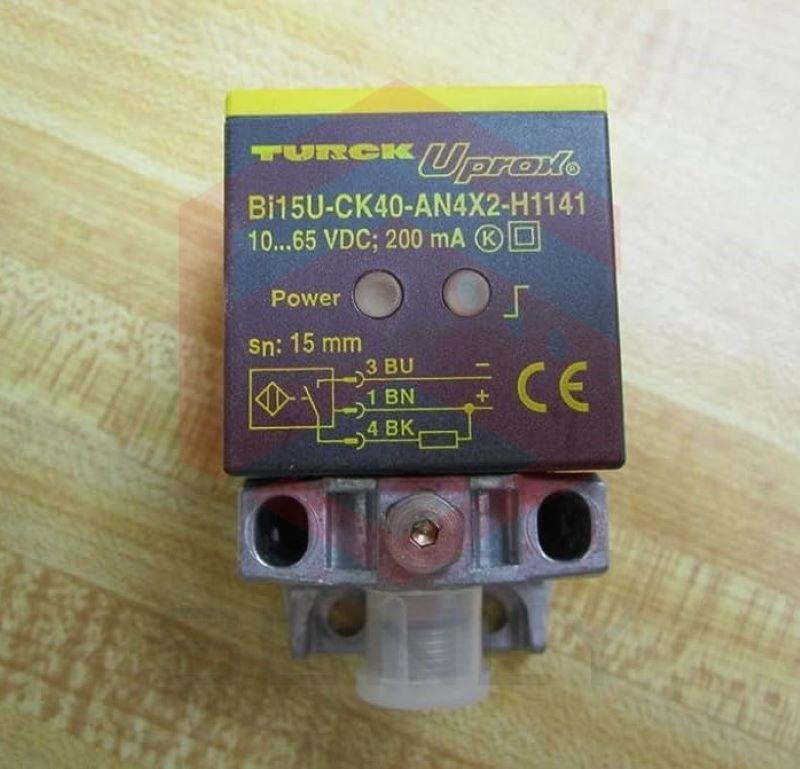 TURCK Uprox®
Bi15U-CK40-AN4X2-H1141
10...65 VDC; 200 mA K
Power
sn: 15 mm
3 BU −
1 BN +
4 BK
CE